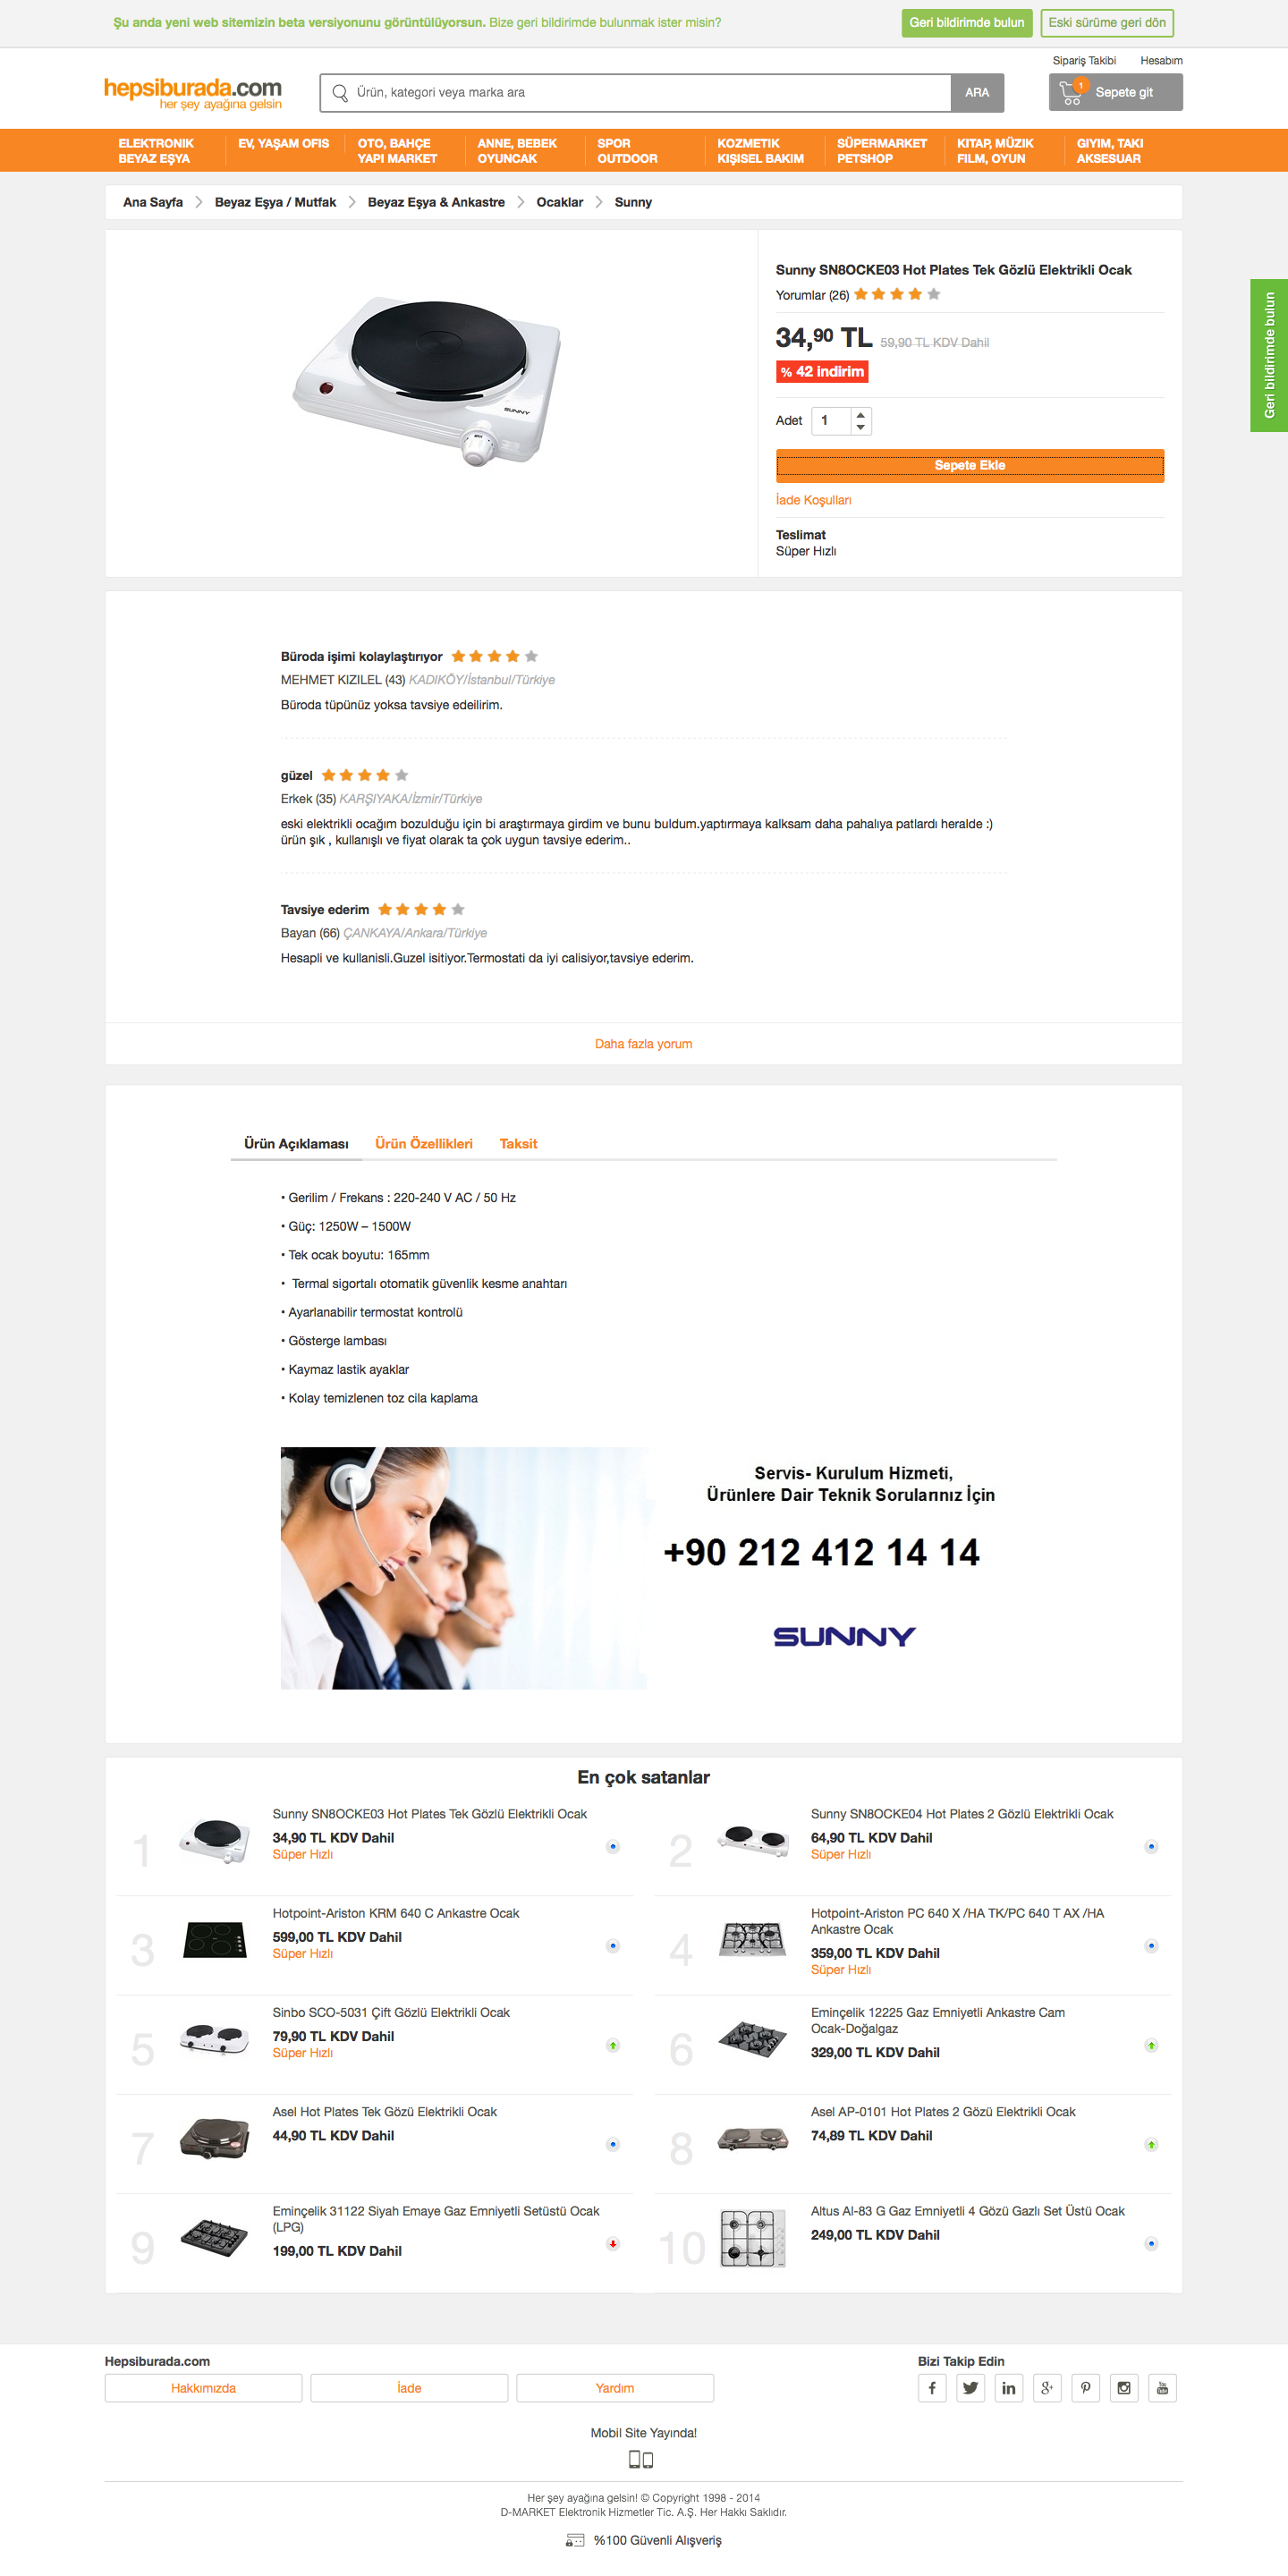 Şu anda yeni web sitemizin beta versiyonunu görüntülüyorsun. Bize geri bildirimde bulunmak ister misin?
Geri bildirimde bulun
Eski sürüme geri dön
Sipariş Takibi
Hesabım
hepsiburada.com
her şey ayağına gelsin
Ürün, kategori veya marka ara
ARA
1
Sepete git
ELEKTRONIK
BEYAZ EŞYA
EV, YAŞAM OFIS
OTO, BAHÇE
YAPI MARKET
ANNE, BEBEK
OYUNCAK
SPOR
OUTDOOR
KOZMETIK
KIŞISEL BAKIM
SÜPERMARKET
PETSHOP
KITAP, MÜZIK
FILM, OYUN
GIYIM, TAKI
AKSESUAR
Ana Sayfa
Beyaz Eşya / Mutfak
Beyaz Eşya & Ankastre
Ocaklar
Sunny
SUNNY
Sunny SN8OCKE03 Hot Plates Tek Gözlü Elektrikli Ocak
Yorumlar (26)
34,90 TL 59,90 TL KDV Dahil
% 42 indirim
Adet 1
Sepete Ekle
İade Koşulları
Teslimat
Süper Hızlı
Geri bildirimde bulun
Büroda işimi kolaylaştırıyor
MEHMET KIZILEL (43) KADIKÖY/İstanbul/Türkiye
Büroda tüpünüz yoksa tavsiye edeilirim.
güzel
Erkek (35) KARŞIYAKA/İzmir/Türkiye
eski elektrikli ocağım bozulduğu için bi araştırmaya girdim ve bunu buldum.yaptırmaya kalksam daha pahalıya patlardı heralde :)
ürün şık , kullanışlı ve fiyat olarak ta çok uygun tavsiye ederim..
Tavsiye ederim
Bayan (66) ÇANKAYA/Ankara/Türkiye
Hesapli ve kullanisli.Guzel isitiyor.Termostati da iyi calisiyor,tavsiye ederim.
Daha fazla yorum
Ürün Açıklaması
Ürün Özellikleri
Taksit
• Gerilim / Frekans : 220-240 V AC / 50 Hz
• Güç: 1250W – 1500W
• Tek ocak boyutu: 165mm
• Termal sigortalı otomatik güvenlik kesme anahtarı
• Ayarlanabilir termostat kontrolü
• Gösterge lambası
• Kaymaz lastik ayaklar
• Kolay temizlenen toz cila kaplama
Servis- Kurulum Hizmeti,
Ürünlere Dair Teknik Sorularınız İçin
+90 212 412 14 14
SUNNY
En çok satanlar
1
Sunny SN8OCKE03 Hot Plates Tek Gözlü Elektrikli Ocak
34,90 TL KDV Dahil
Süper Hızlı
2
Sunny SN8OCKE04 Hot Plates 2 Gözlü Elektrikli Ocak
64,90 TL KDV Dahil
Süper Hızlı
3
Hotpoint-Ariston KRM 640 C Ankastre Ocak
599,00 TL KDV Dahil
Süper Hızlı
4
Hotpoint-Ariston PC 640 X /HA TK/PC 640 T AX /HA
Ankastre Ocak
359,00 TL KDV Dahil
Süper Hızlı
5
Sinbo SCO-5031 Çift Gözlü Elektrikli Ocak
79,90 TL KDV Dahil
Süper Hızlı
6
Eminçelik 12225 Gaz Emniyetli Ankastre Cam
Ocak-Doğalgaz
329,00 TL KDV Dahil
7
Asel Hot Plates Tek Gözü Elektrikli Ocak
44,90 TL KDV Dahil
8
Asel AP-0101 Hot Plates 2 Gözü Elektrikli Ocak
74,89 TL KDV Dahil
9
Eminçelik 31122 Siyah Emaye Gaz Emniyetli Setüstü Ocak
(LPG)
199,00 TL KDV Dahil
10
Altus Al-83 G Gaz Emniyetli 4 Gözü Gazlı Set Üstü Ocak
249,00 TL KDV Dahil
Hepsiburada.com
Hakkımızda
İade
Yardım
Bizi Takip Edin
Mobil Site Yayında!
Her şey ayağına gelsin! © Copyright 1998 - 2014
D-MARKET Elektronik Hizmetler Tic. A.Ş. Her Hakkı Saklıdır.
%100 Güvenli Alışveriş